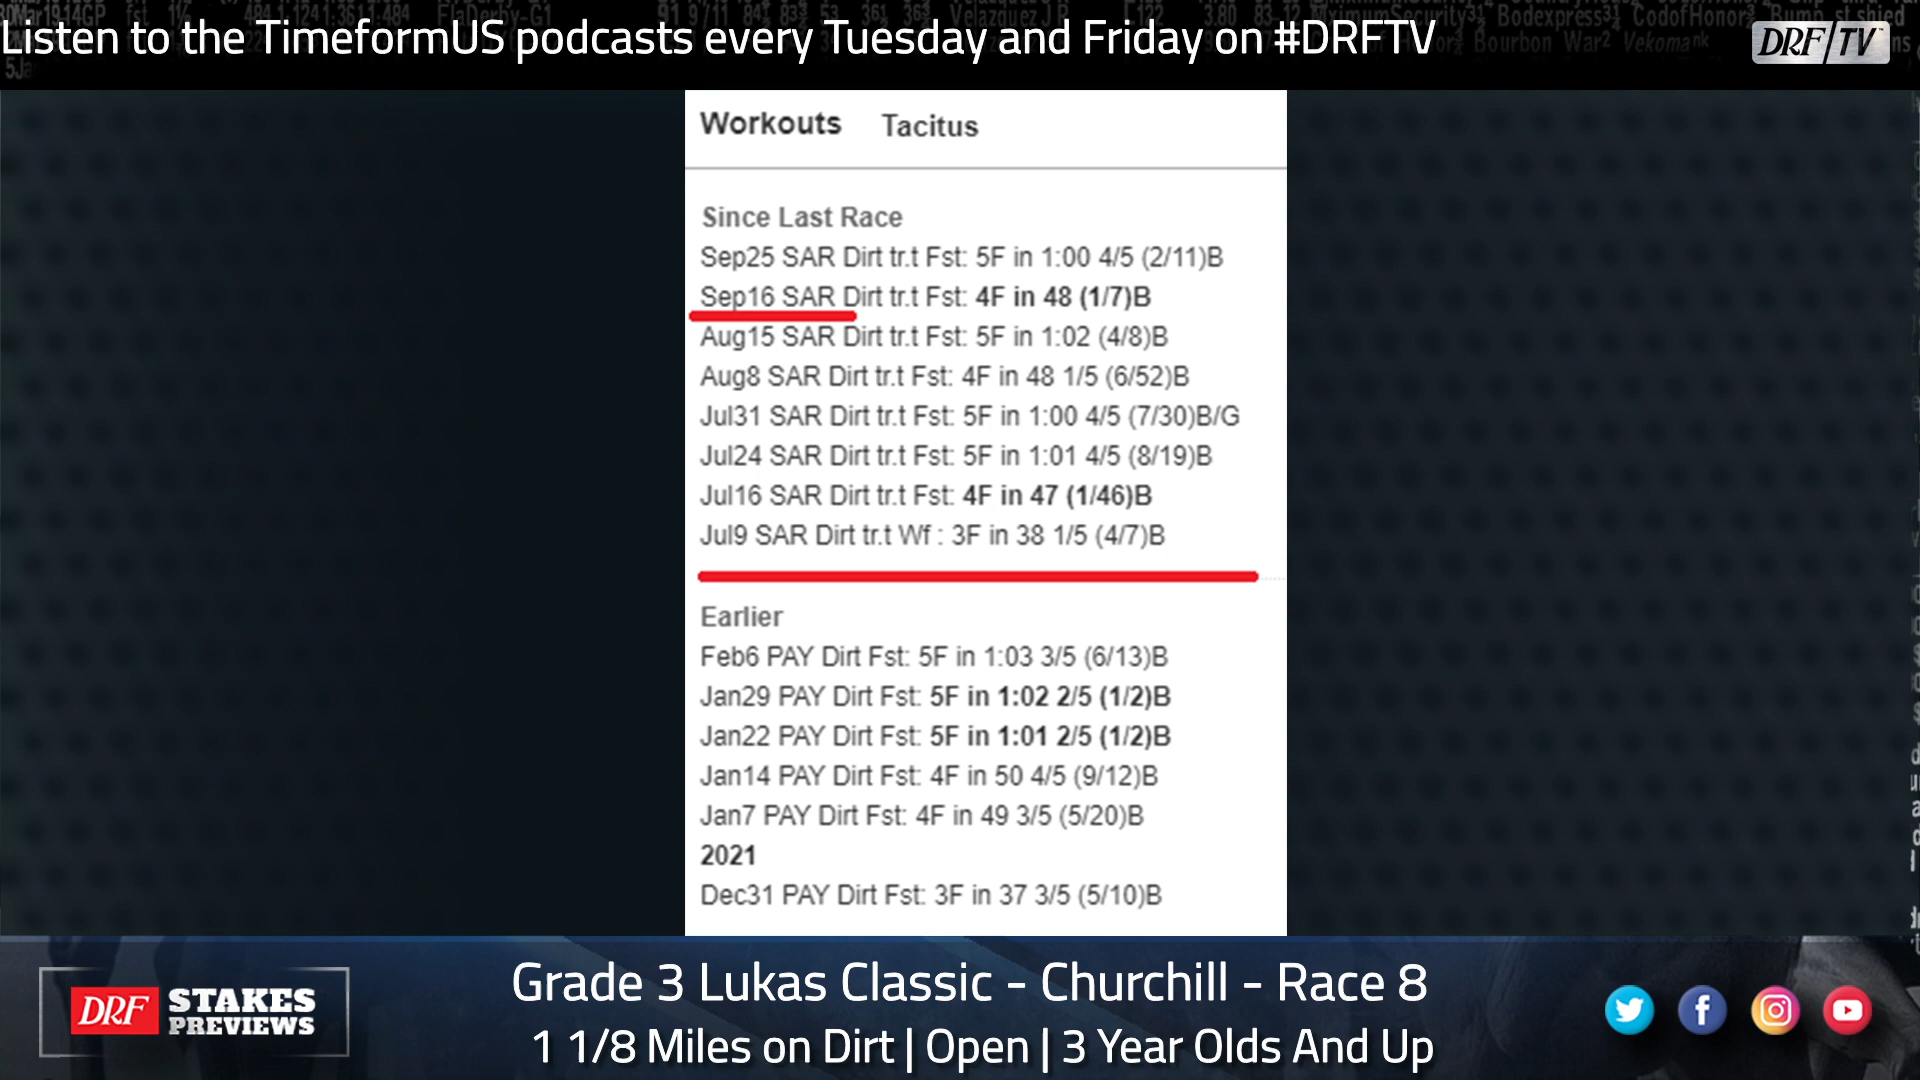 Listen to the TimeformUS podcasts every Tuesday and Friday on #DRFTV
DRF/TV
Workouts Tacitus
Since Last Race
Sep25 SAR Dirt tr.t Fst: 5F in 1:00 4/5 (2/11)B
Sep16 SAR Dirt tr.t Fst: 4F in 48 (1/7)B
Aug15 SAR Dirt tr.t Fst: 5F in 1:02 (4/8)B
Aug8 SAR Dirt tr.t Fst: 4F in 48 1/5 (6/52)B
Jul31 SAR Dirt tr.t Fst: 5F in 1:00 4/5 (7/30)B/G
Jul24 SAR Dirt tr.t Fst: 5F in 1:01 4/5 (8/19)B
Jul16 SAR Dirt tr.t Fst: 4F in 47 (1/46)B
Jul9 SAR Dirt tr.t Wf : 3F in 38 1/5 (4/7)B
Earlier
Feb6 PAY Dirt Fst: 5F in 1:03 3/5 (6/13)B
Jan29 PAY Dirt Fst: 5F in 1:02 2/5 (1/2)B
Jan22 PAY Dirt Fst: 5F in 1:01 2/5 (1/2)B
Jan14 PAY Dirt Fst: 4F in 50 4/5 (9/12)B
Jan7 PAY Dirt Fst: 4F in 49 3/5 (5/20)B
2021
Dec31 PAY Dirt Fst: 3F in 37 3/5 (5/10)B
DRF STAKES
PREVIEWS
Grade 3 Lukas Classic - Churchill - Race 8
1 1/8 Miles on Dirt | Open | 3 Year Olds And Up